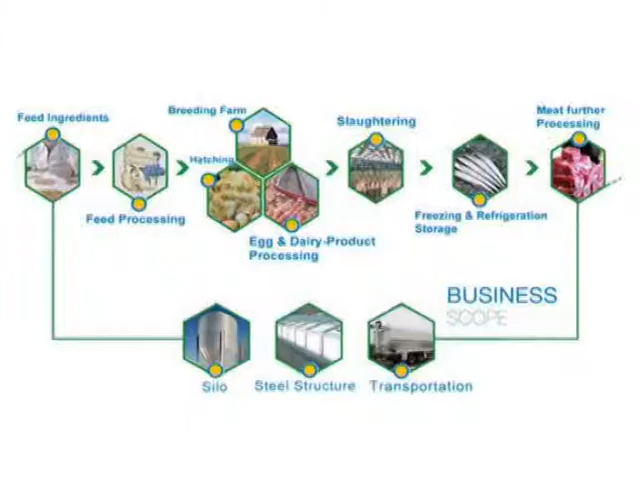 Feed Ingredients
Feed Processing
Breeding Farm
Hatching
Egg & Dairy-Product
Processing
Slaughtering
Freezing & Refrigeration
Storage
Meat further
Processing
BUSINESS
SCOPE
Silo
Steel Structure
Transportation